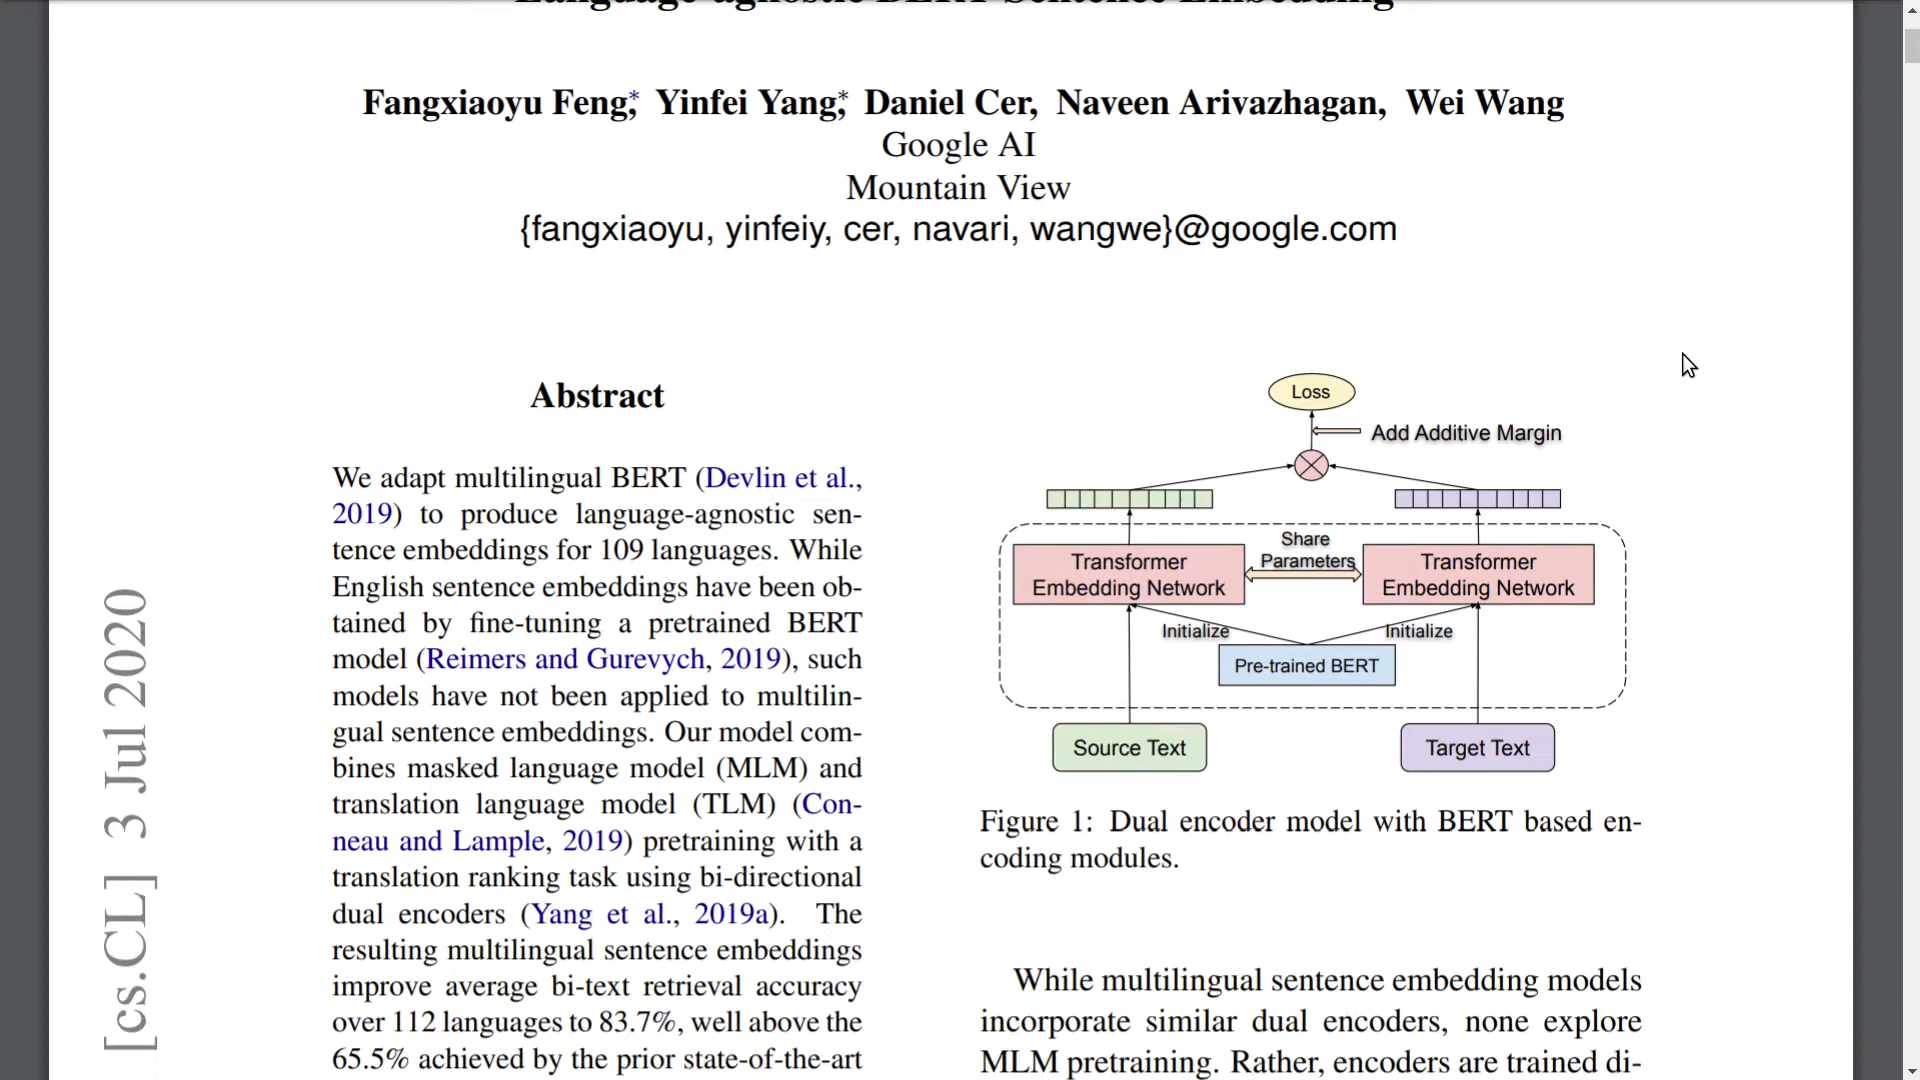 Language-agnostic BERT Sentence Embedding
Fangxiaoyu Feng,* Yinfei Yang,* Daniel Cer, Naveen Arivazhagan, Wei Wang
Google AI
Mountain View
{fangxiaoyu, yinfeiy, cer, navari, wangwe}@google.com
[cs.CL] 3 Jul 2020
Abstract
We adapt multilingual BERT (Devlin et al.,
2019) to produce language-agnostic sen-
tence embeddings for 109 languages. While
English sentence embeddings have been ob-
tained by fine-tuning a pretrained BERT
model (Reimers and Gurevych, 2019), such
models have not been applied to multilin-
gual sentence embeddings. Our model com-
bines masked language model (MLM) and
translation language model (TLM) (Con-
neau and Lample, 2019) pretraining with a
translation ranking task using bi-directional
dual encoders (Yang et al., 2019a). The
resulting multilingual sentence embeddings
improve average bi-text retrieval accuracy
over 112 languages to 83.7%, well above the
65.5% achieved by the prior state-of-the-art
Loss
Add Additive Margin
Share
Parameters
Transformer
Embedding Network
Transformer
Embedding Network
Initialize
Initialize
Pre-trained BERT
Source Text
Target Text
Figure 1: Dual encoder model with BERT based en-
coding modules.
While multilingual sentence embedding models
incorporate similar dual encoders, none explore
MLM pretraining. Rather, encoders are trained di-